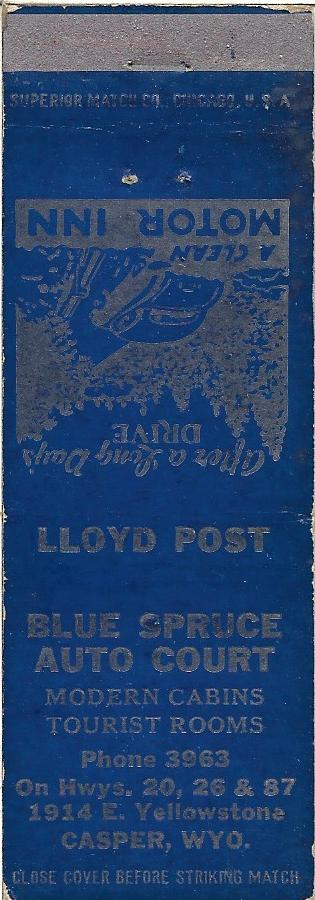 SUPERIOR MATCH CO., CHICAGO, U.S.A.
After a Long Day's
DRIVE
A CLEAN
MOTOR INN
LLOYD POST
BLUE SPRUCE
AUTO COURT
MODERN CABINS
TOURIST ROOMS
Phone 3963
On Hwys. 20, 26 & 87
1914 E. Yellowstone
CASPER, WYO.
CLOSE COVER BEFORE STRIKING MATCH